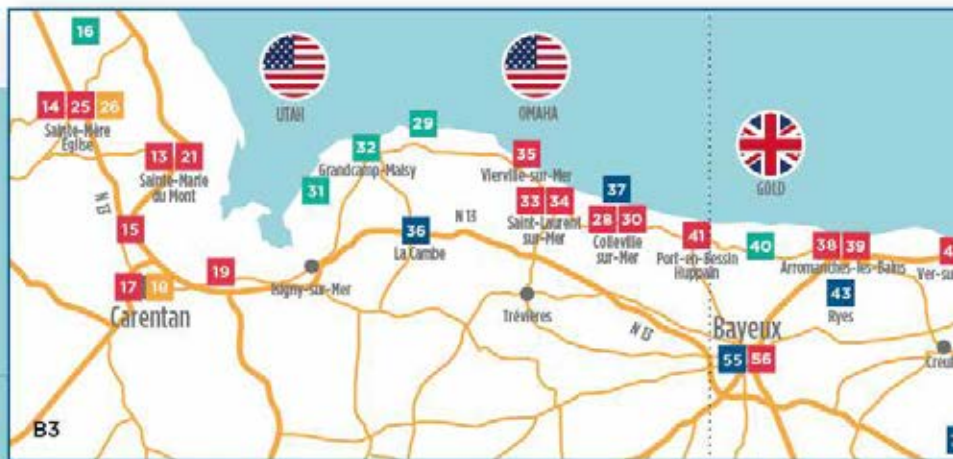 16
UTAH
OMAHA
14 25 26
Sainte-Mère
Église
29
GOLD
32
35
13 21
Grandcamp-Maisy
Vierville-sur-Mer
Sainte-Marie
du Mont
31
37
33 34
28 30
N 13
15
36
N 13
Saint-Laurent
sur-Mer
Colleville
sur-Mer
41
40
38 39
La Cambe
Port-en-Bessin
Huppain
Arromanches-les-Bains
19
Isigny-sur-Mer
17
43
Ryes
Carentan
Trévières
N 13
Bayeux
55 56
B3